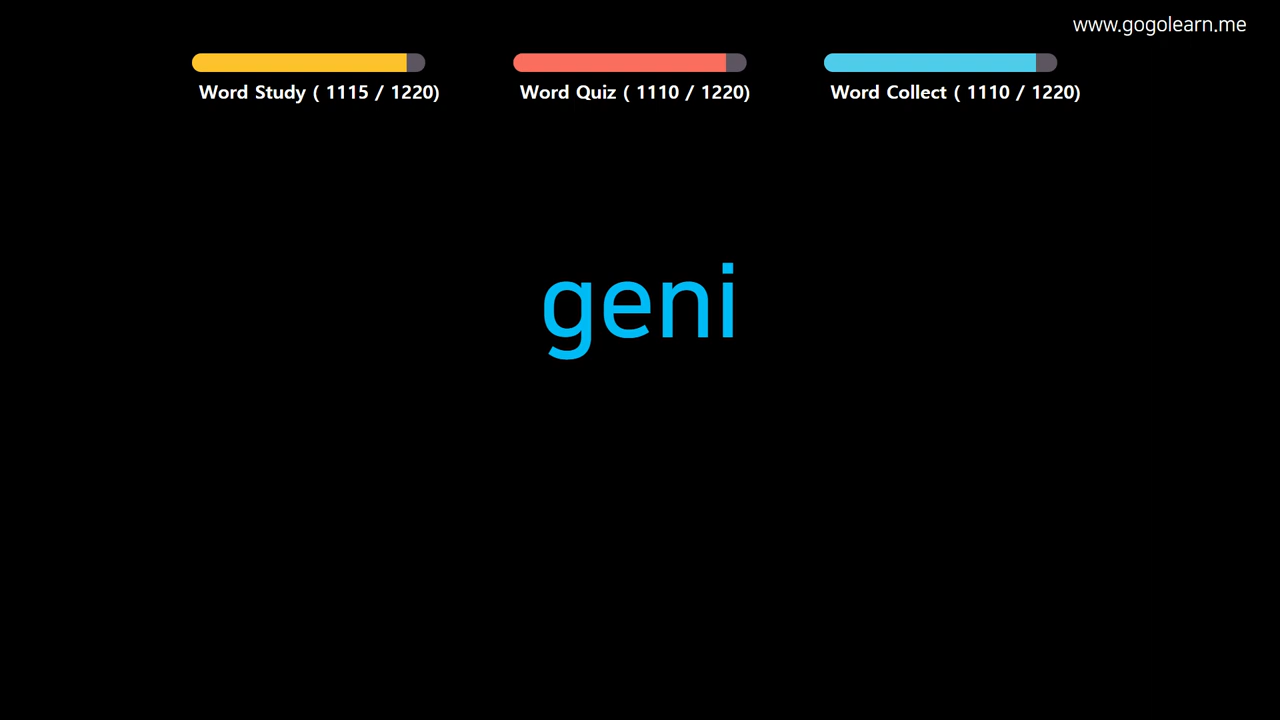 www.gogolearn.me
Word Study ( 1115 / 1220)
Word Quiz ( 1110 / 1220)
Word Collect ( 1110 / 1220)
geni